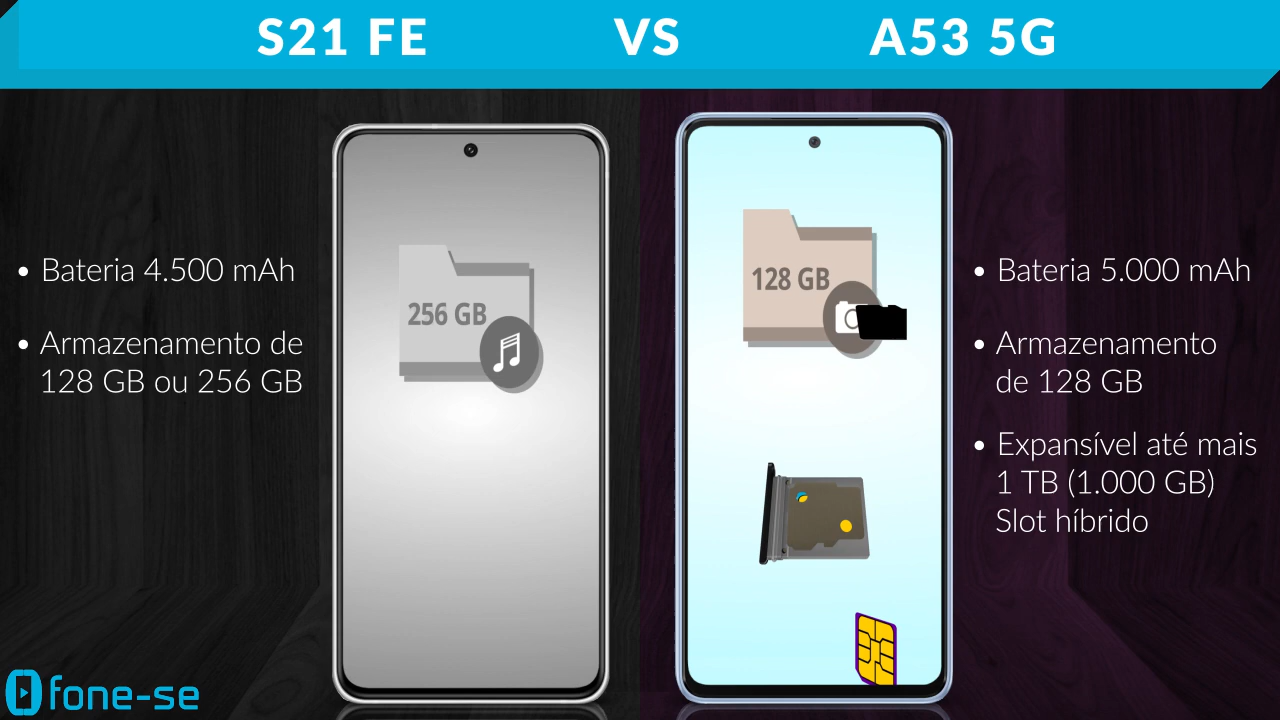 S21 FE VS A53 5G
• Bateria 4.500 mAh
• Armazenamento de
128 GB ou 256 GB
256 GB
128 GB
• Bateria 5.000 mAh
• Armazenamento
de 128 GB
• Expansível até mais
1 TB (1.000 GB)
Slot híbrido
fone-se